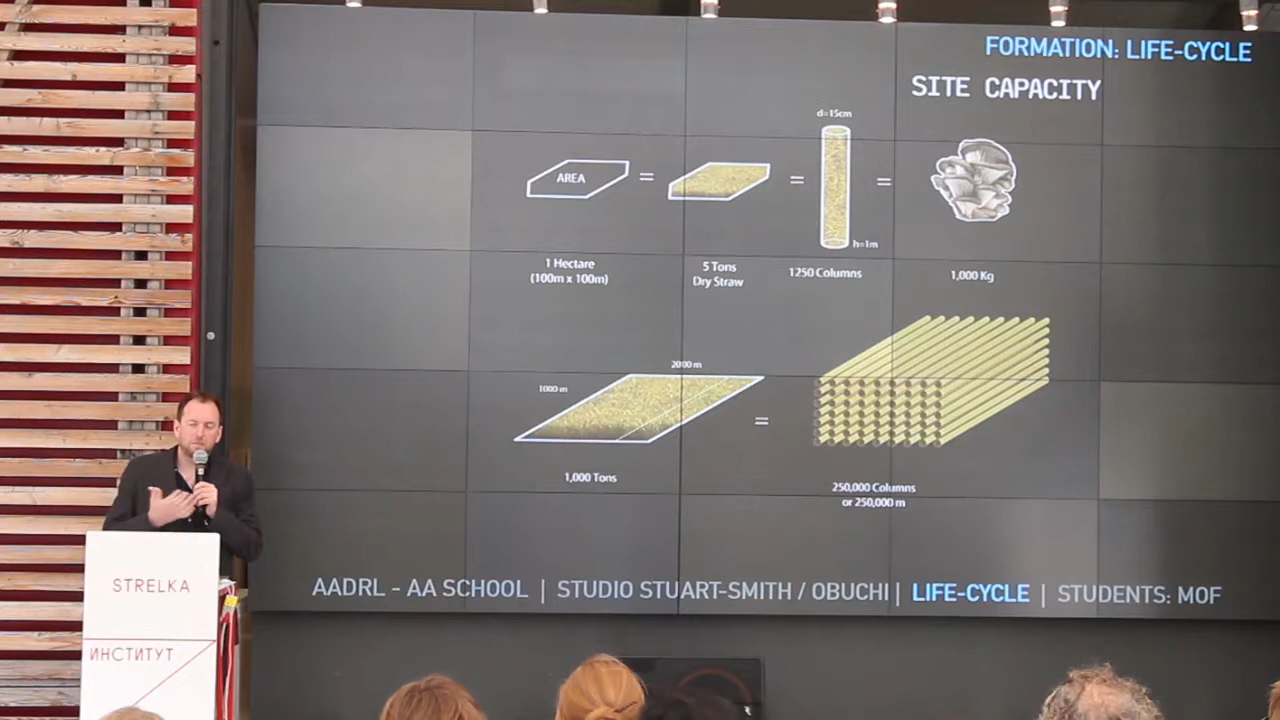 FORMATION: LIFE-CYCLE
SITE CAPACITY
d=15cm
AREA
=
=
=
h=1m
1 Hectare
(100m x 100m)
5 Tons
Dry Straw
1250 Columns
1,000 Kg
2000 m
1000 m
=
1,000 Tons
250,000 Columns
or 250,000 m
AADRL - AA SCHOOL | STUDIO STUART-SMITH / OBUCHI | LIFE-CYCLE | STUDENTS: MOF
STRELKA
ИНСТИТУТ